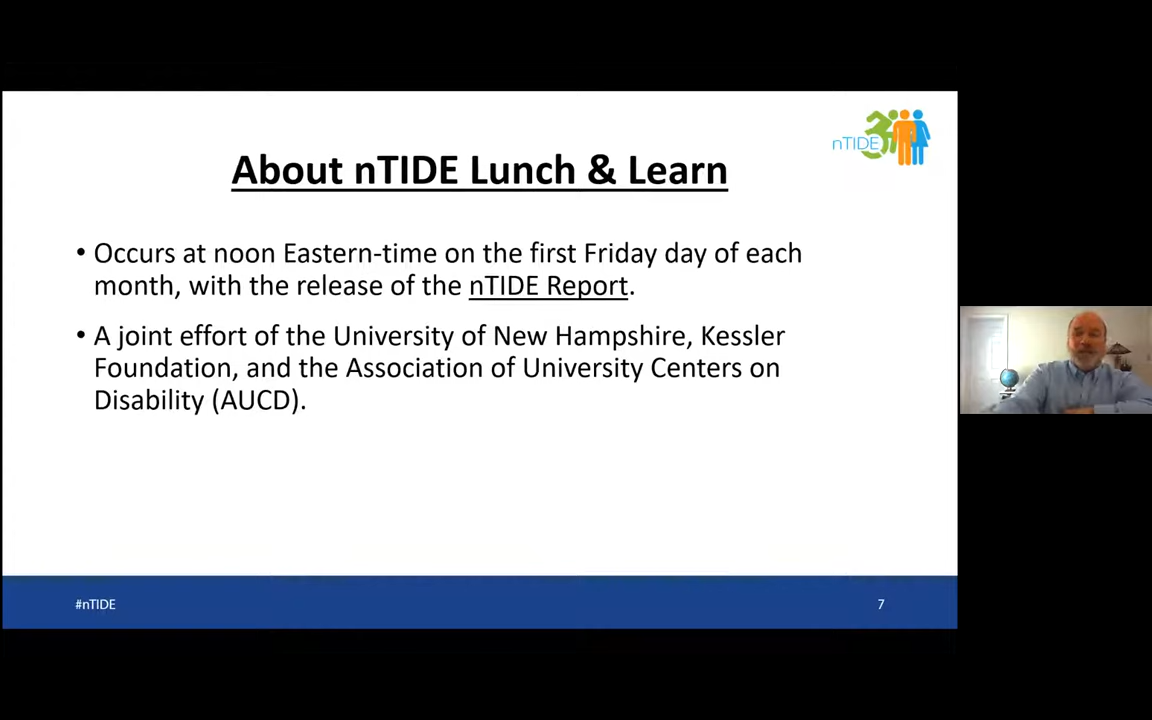 nTIDE
About nTIDE Lunch & Learn
• Occurs at noon Eastern-time on the first Friday day of each
month, with the release of the nTIDE Report.
• A joint effort of the University of New Hampshire, Kessler
Foundation, and the Association of University Centers on
Disability (AUCD).
#nTIDE
7